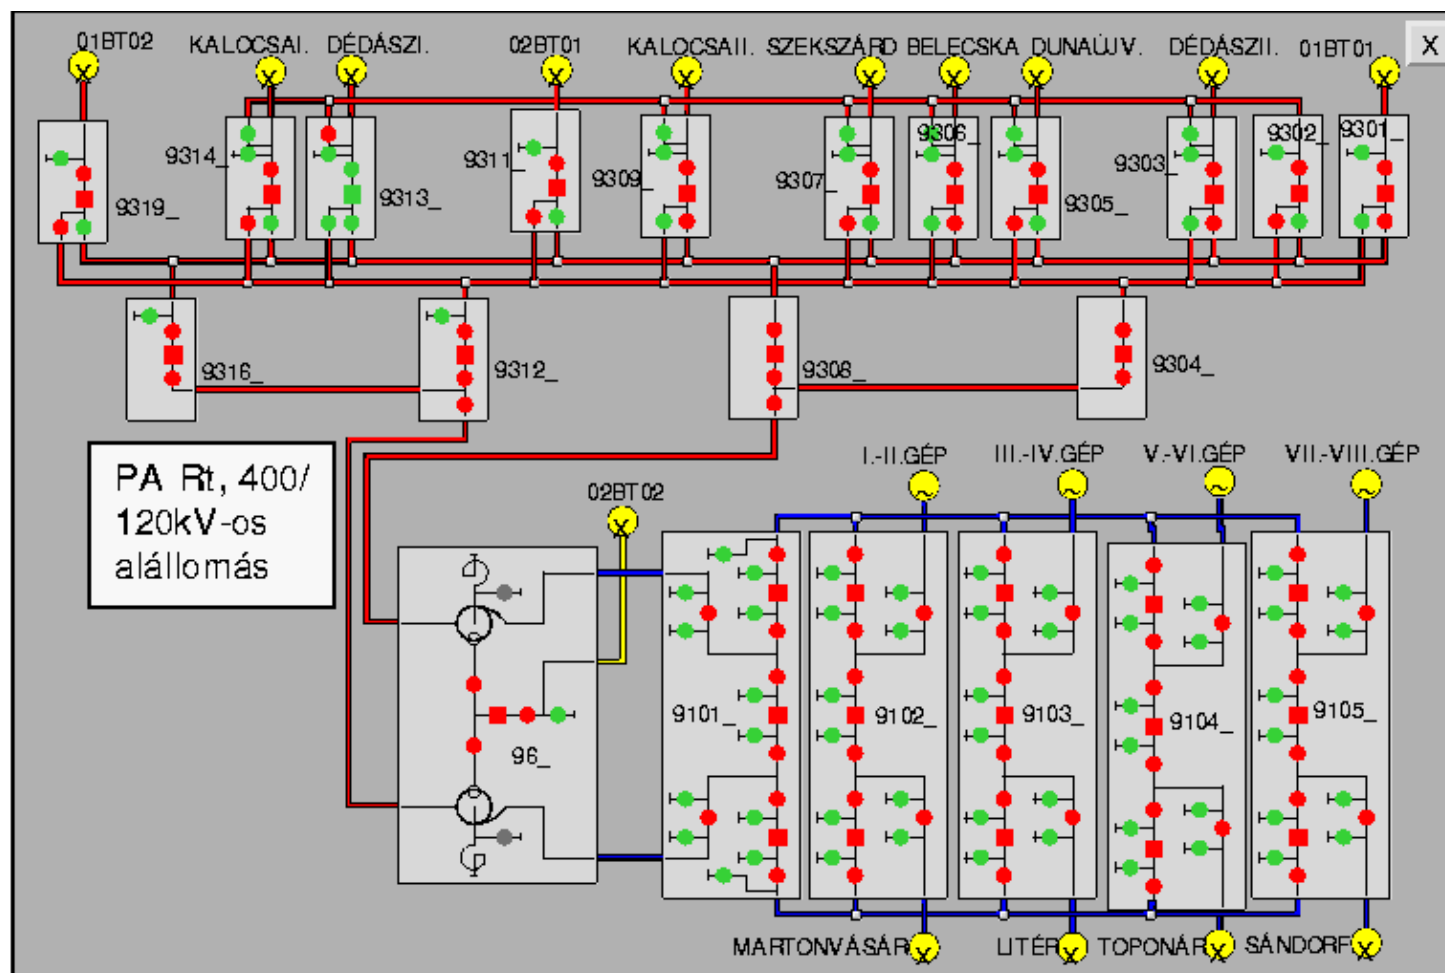 01BT02
KALOCSAI.
DÉDÁSZI.
02BT01
KALOCSAII.
SZEKSZÁRD
BELECSKA
DUNAÚJV.
DÉDÁSZII.
01BT01
X
9319_
9314_
9313_
9311_
9309_
9307_
9306_
9305_
9303_
9302_
9301_
9316_
9312_
9308_
9304_
PA Rt, 400/
120kV-os
alállomás
02BT02
I.-II.GÉP
III.-IV.GÉP
V.-VI.GÉP
VII.-VIII.GÉP
96_
9101_
9102_
9103_
9104_
9105_
MARTONVÁSÁR
LITÉR
TOPONÁR
SÁNDORF